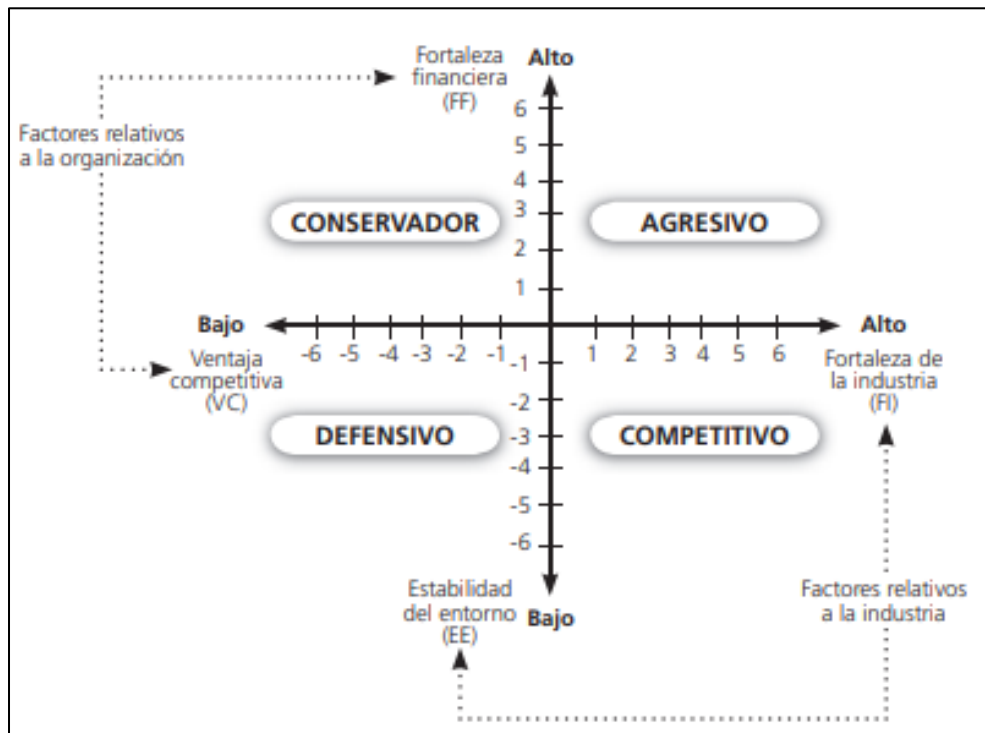 Fortaleza
financiera
(FF)
Alto
Factores relativos
a la organización
6
5
4
3
2
1
CONSERVADOR
AGRESIVO
Bajo
Alto
-6 -5 -4 -3 -2 -1
1 2 3 4 5 6
Ventaja
competitiva
(VC)
Fortaleza de
la industria
(FI)
-1
-2
-3
-4
-5
-6
DEFENSIVO
COMPETITIVO
Estabilidad
del entorno
(EE)
Bajo
Factores relativos
a la industria